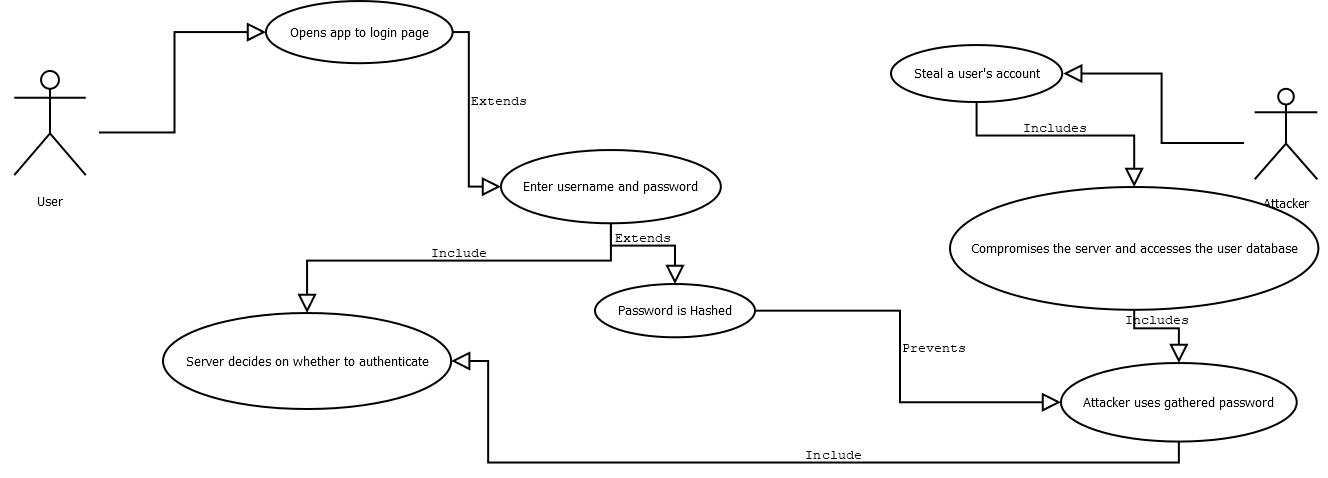 Opens app to login page
Steal a user's account
Extends
Includes
Enter username and password
User
Attacker
Extends
Include
Compromises the server and accesses the user database
Password is Hashed
Includes
Prevents
Server decides on whether to authenticate
Attacker uses gathered password
Include